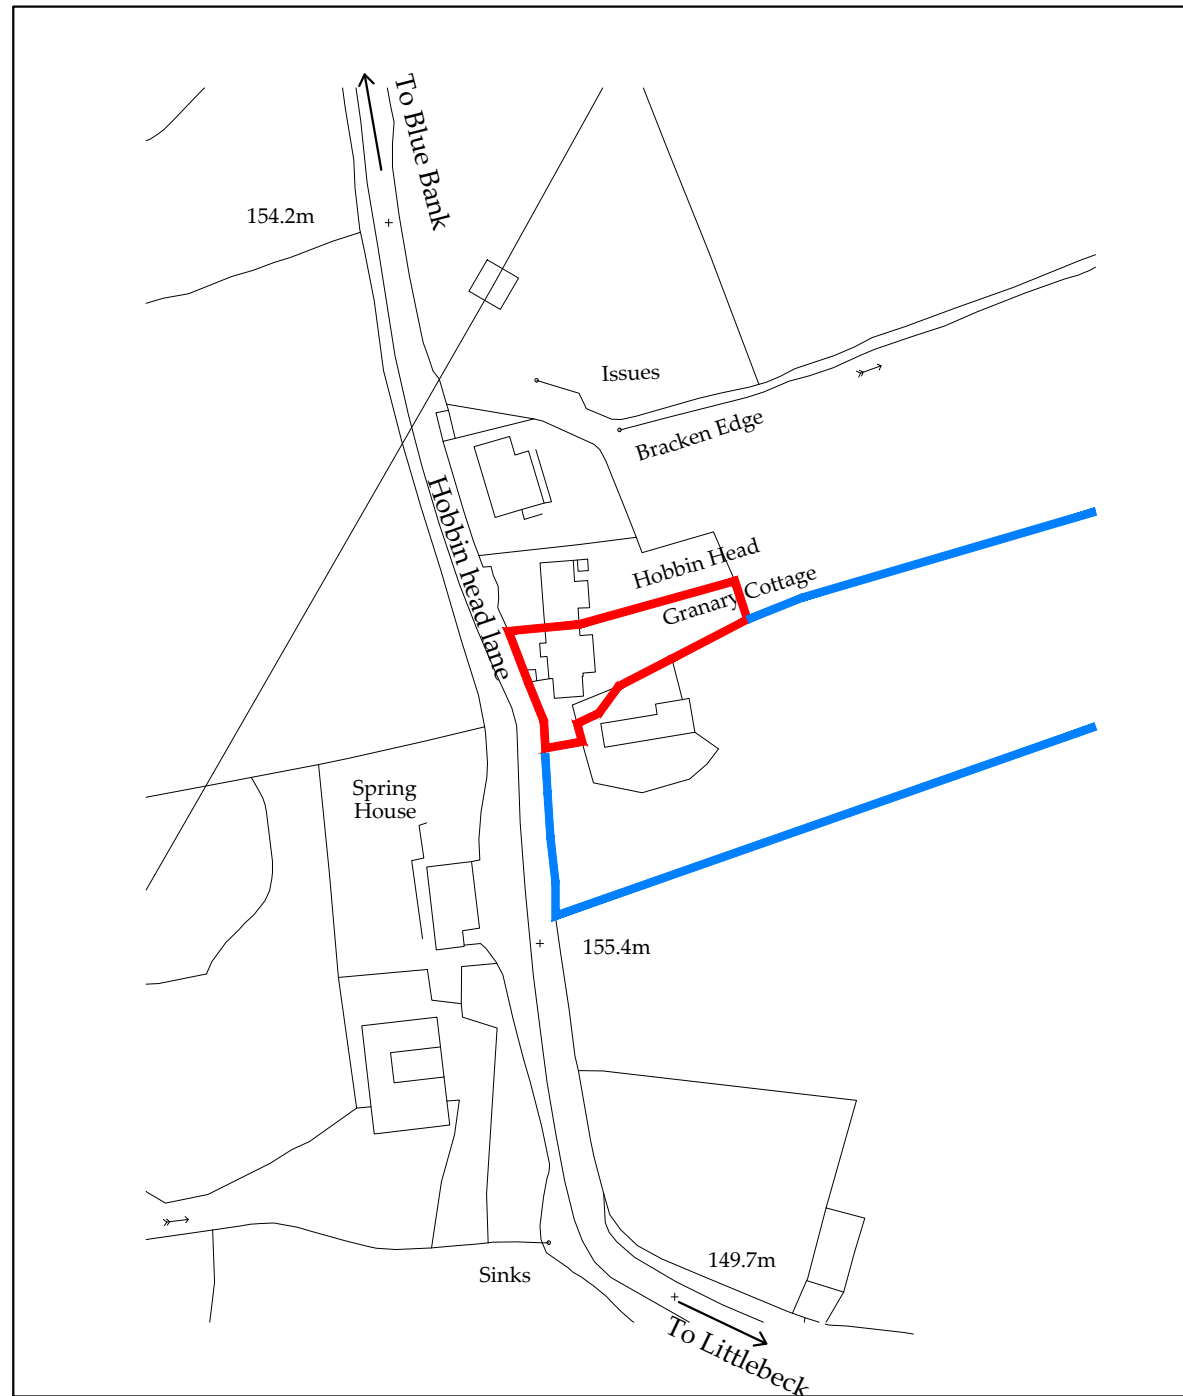 To Blue Bank
154.2m
Issues
Bracken Edge
Hobbin head lane
Hobbin Head
Granary Cottage
Spring
House
155.4m
149.7m
Sinks
To Littlebeck